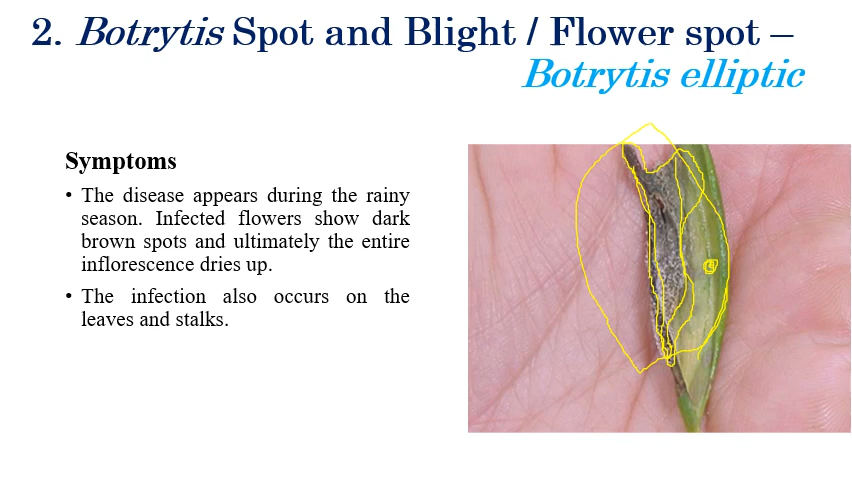 2. Botrytis Spot and Blight / Flower spot –
Botrytis elliptic
Symptoms
• The disease appears during the rainy
season. Infected flowers show dark
brown spots and ultimately the entire
inflorescence dries up.
• The infection also occurs on the
leaves and stalks.